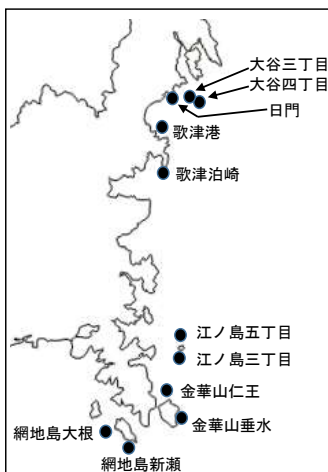 大谷三丁目
大谷四丁目
日門
歌津港
歌津泊崎
江ノ島五丁目
江ノ島三丁目
金華山仁王
金華山垂水
網地島大根
網地島新瀬